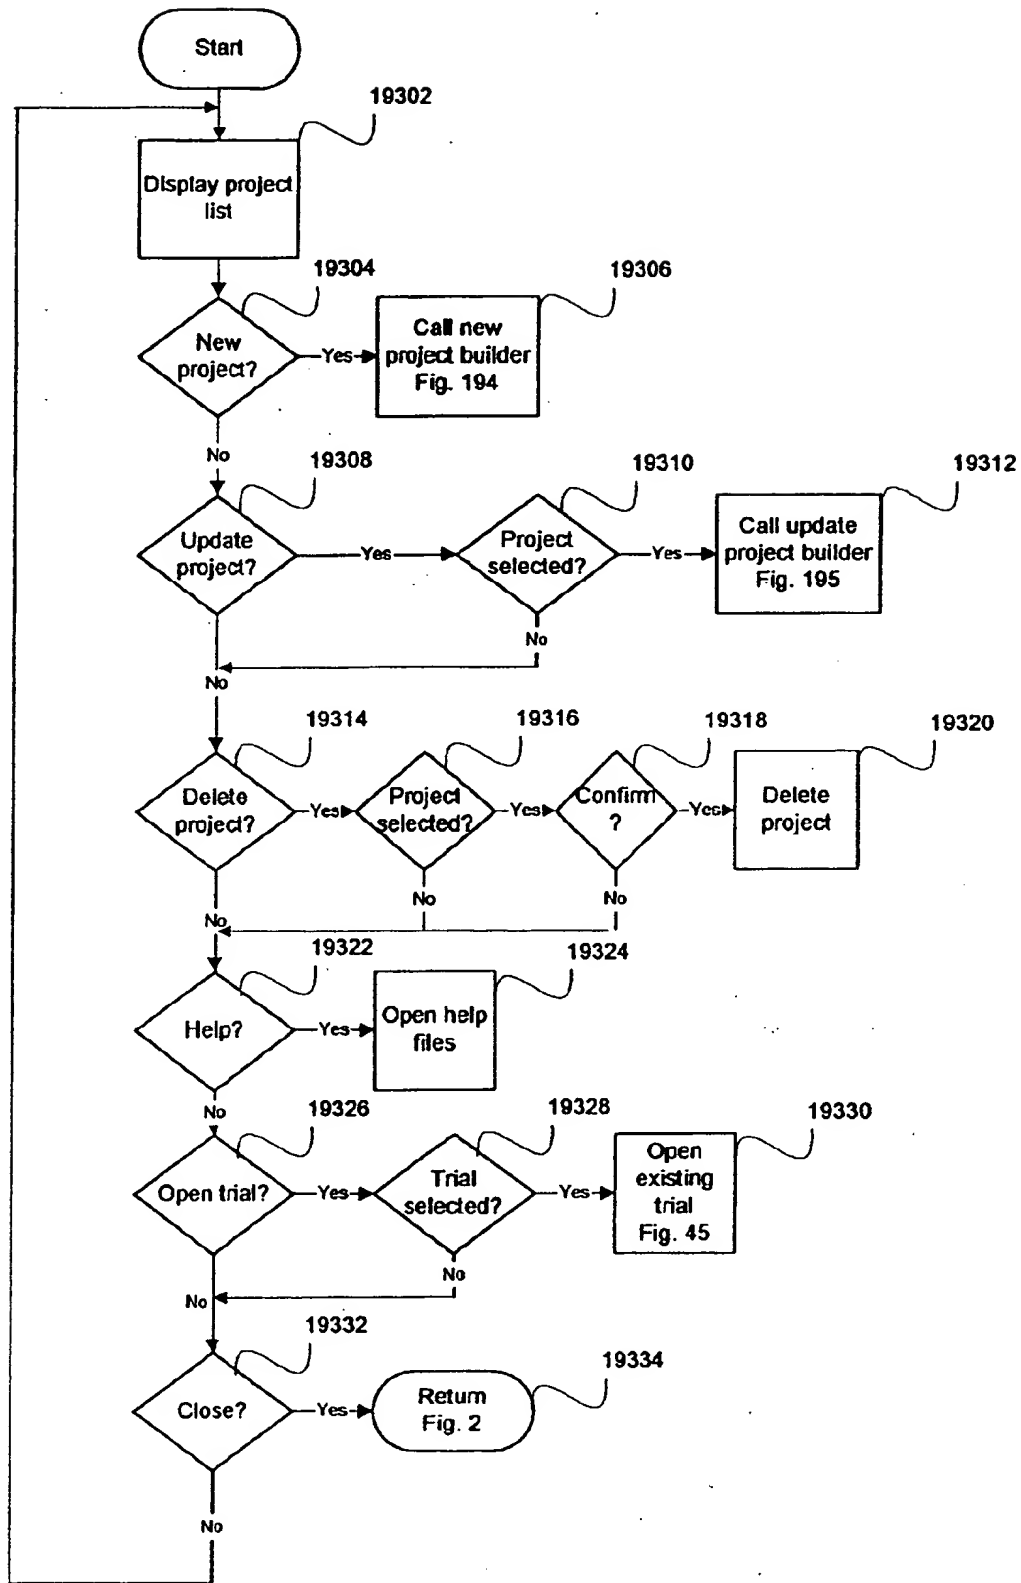 Start
19302
Display project
list
19304
19306
New
project?
Yes
Call new
project builder
Fig. 194
No
19308
19310
19312
Update
project?
Yes
Project
selected?
Yes
Call update
project builder
Fig. 195
No
No
19314
19316
19318
19320
Delete
project?
Yes
Project
selected?
Yes
Confirm
?
Yes
Delete
project
No
No
No
19322
19324
Help?
Yes
Open help
files
No
19326
19328
19330
Open trial?
Yes
Trial
selected?
Yes
Open
existing
trial
Fig. 45
No
No
19332
19334
Close?
Yes
Return
Fig. 2
No